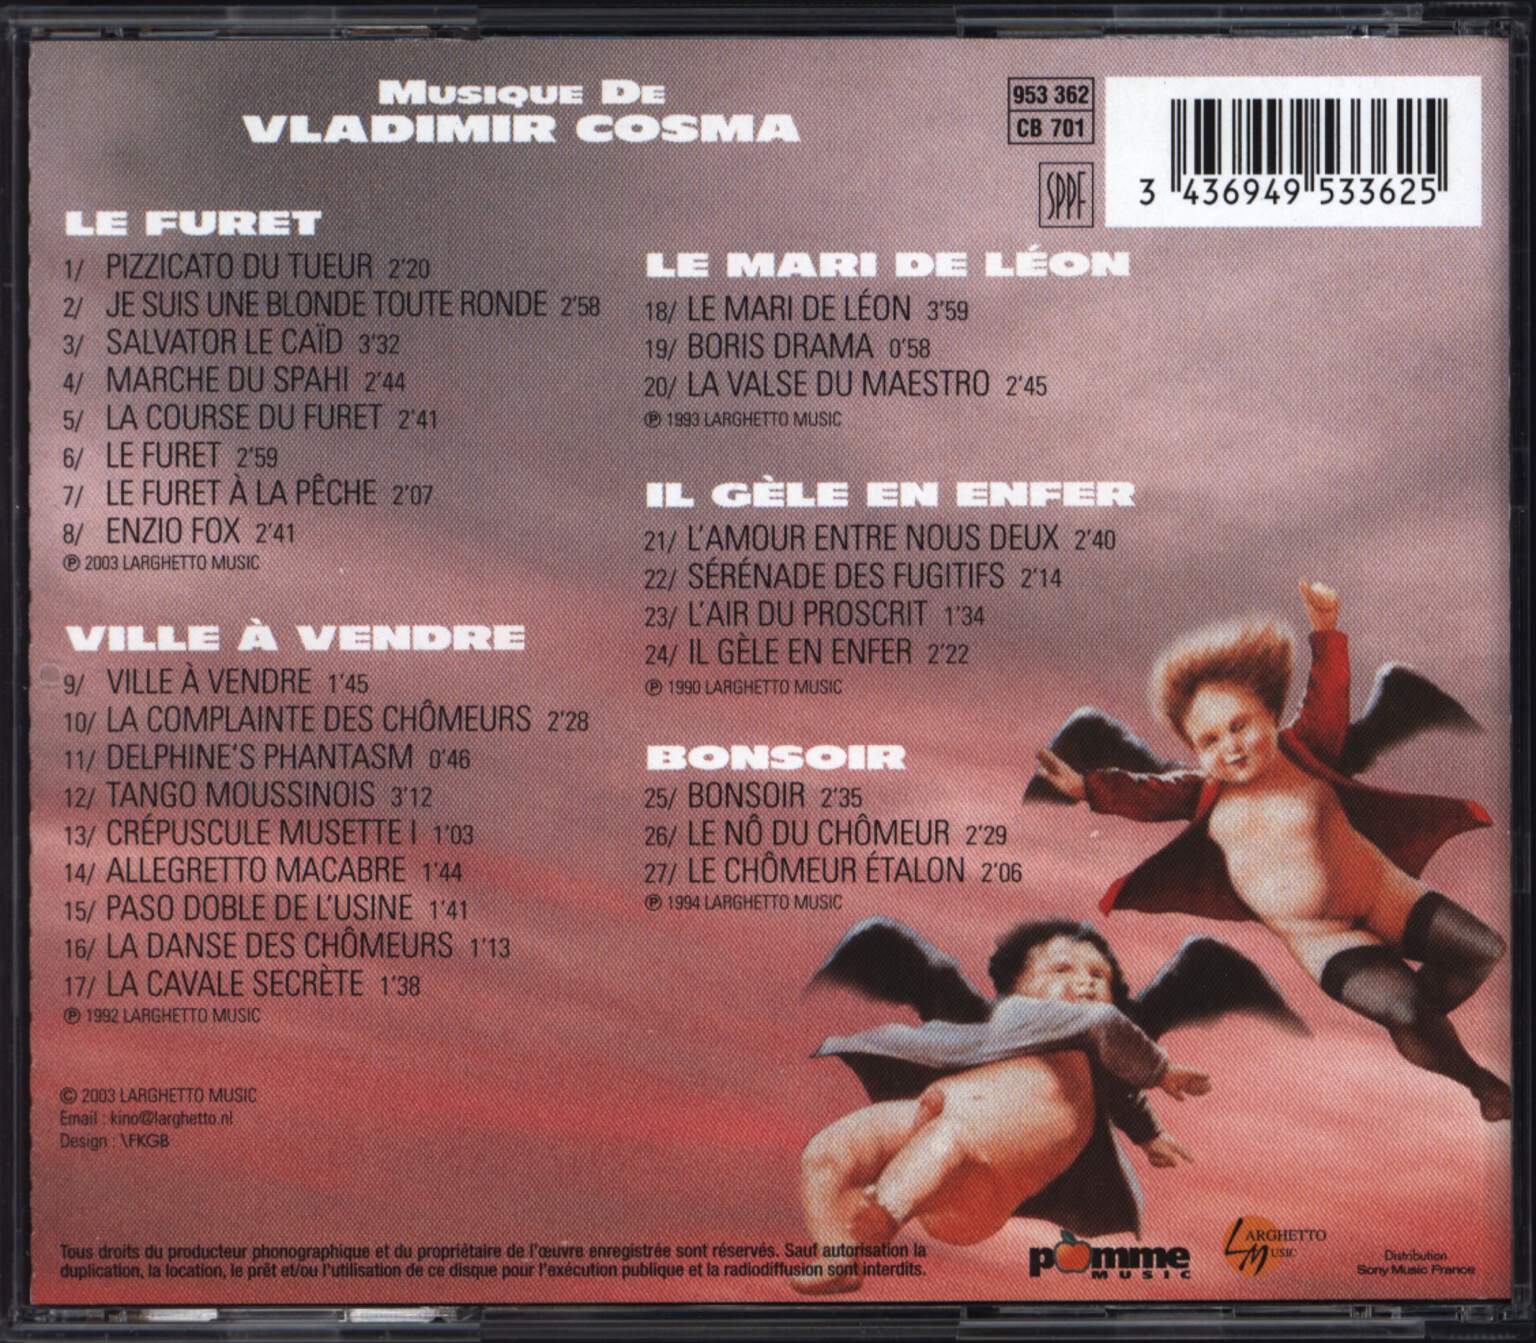 MUSIQUE DE
VLADIMIR COSMA
953 362
CB 701
SPPF
3 436949 533625
LE FURET
1/ PIZZICATO DU TUEUR 2'20
2/ JE SUIS UNE BLONDE TOUTE RONDE 2'58
3/ SALVATOR LE CAÏD 3'32
4/ MARCHE DU SPAHI 2'44
5/ LA COURSE DU FURET 2'41
6/ LE FURET 2'59
7/ LE FURET À LA PÊCHE 2'07
8/ ENZIO FOX 2'41
℗ 2003 LARGHETTO MUSIC
VILLE À VENDRE
9/ VILLE À VENDRE 1'45
10/ LA COMPLAINTE DES CHÔMEURS 2'28
11/ DELPHINE'S PHANTASM 0'46
12/ TANGO MOUSSINOIS 3'12
13/ CRÉPUSCULE MUSETTE I 1'03
14/ ALLEGRETTO MACABRE 1'44
15/ PASO DOBLE DE L'USINE 1'41
16/ LA DANSE DES CHÔMEURS 1'13
17/ LA CAVALE SECRÈTE 1'38
℗ 1992 LARGHETTO MUSIC
LE MARI DE LÉON
18/ LE MARI DE LÉON 3'59
19/ BORIS DRAMA 0'58
20/ LA VALSE DU MAESTRO 2'45
℗ 1993 LARGHETTO MUSIC
IL GÈLE EN ENFER
21/ L'AMOUR ENTRE NOUS DEUX 2'40
22/ SÉRÉNADE DES FUGITIFS 2'14
23/ L'AIR DU PROSCRIT 1'34
24/ IL GÈLE EN ENFER 2'22
℗ 1990 LARGHETTO MUSIC
BONSOIR
25/ BONSOIR 2'35
26/ LE NÔ DU CHÔMEUR 2'29
27/ LE CHÔMEUR ÉTALON 2'06
℗ 1994 LARGHETTO MUSIC
© 2003 LARGHETTO MUSIC
Email : kino@larghetto.nl
Design : \FKGB
Tous droits du producteur phonographique et du propriétaire de l'œuvre enregistrée sont réservés. Sauf autorisation la
duplication, la location, le prêt et/ou l'utilisation de ce disque pour l'exécution publique et la radiodiffusion sont interdits.
pomme
MUSIC
LARGHETTO
MUSIC
Distribution
Sony Music France